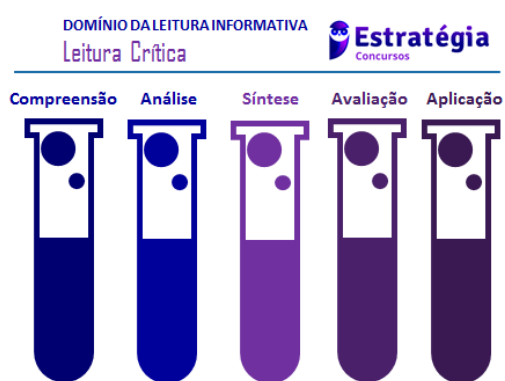 DOMÍNIO DA LEITURA INFORMATIVA
Leitura Crítica
Estratégia
Concursos
Compreensão Análise Síntese Avaliação Aplicação